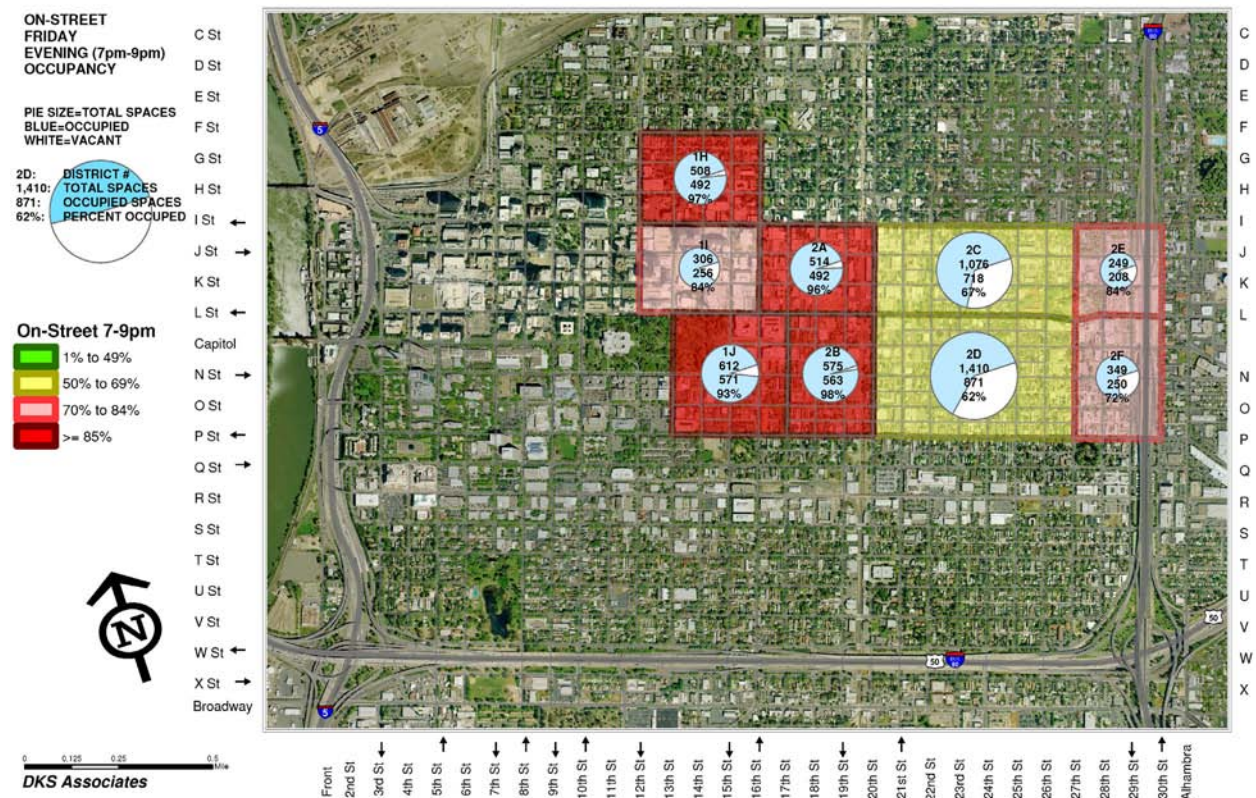 ON-STREET
FRIDAY
EVENING (7pm-9pm)
OCCUPANCY
PIE SIZE=TOTAL SPACES
BLUE=OCCUPIED
WHITE=VACANT
2D: DISTRICT #
1,410: TOTAL SPACES
871: OCCUPIED SPACES
62%: PERCENT OCCUPED
On-Street 7-9pm
1% to 49%
50% to 69%
70% to 84%
>= 85%
N
0 0.125 0.25 0.5
Mile
DKS Associates
C St
D St
E St
F St
G St
H St
I St
J St
K St
L St
Capitol
N St
O St
P St
Q St
R St
S St
T St
U St
V St
W St
X St
Broadway
5
80
1H
508
492
97%
1I
306
256
84%
2A
514
492
96%
2C
1,076
718
67%
2E
249
208
84%
1J
612
571
93%
2B
575
563
98%
2D
1,410
871
62%
2F
349
250
72%
50
80
50
5
C
D
E
F
G
H
I
J
K
L
N
O
P
Q
R
S
T
U
V
W
X
Front
2nd St
3rd St
4th St
5th St
6th St
7th St
8th St
9th St
10th St
12th St
13th St
14th St
15th St
16th St
17th St
18th St
19th St
20th St
21st St
22nd St
23rd St
24th St
25th St
26th St
27th St
28th St
29th St
30th St
Alhambra